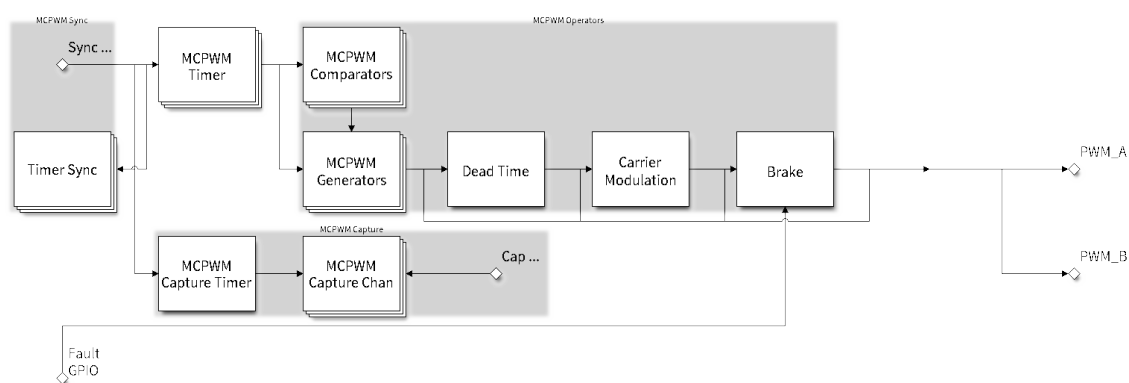 MCPWM Sync
MCPWM Operators
Sync ...
MCPWM
Timer
MCPWM
Comparators
Timer Sync
MCPWM
Generators
Dead Time
Carrier
Modulation
Brake
PWM_A
MCPWM Capture
MCPWM
Capture Timer
MCPWM
Capture Chan
Cap ...
PWM_B
Fault
GPIO